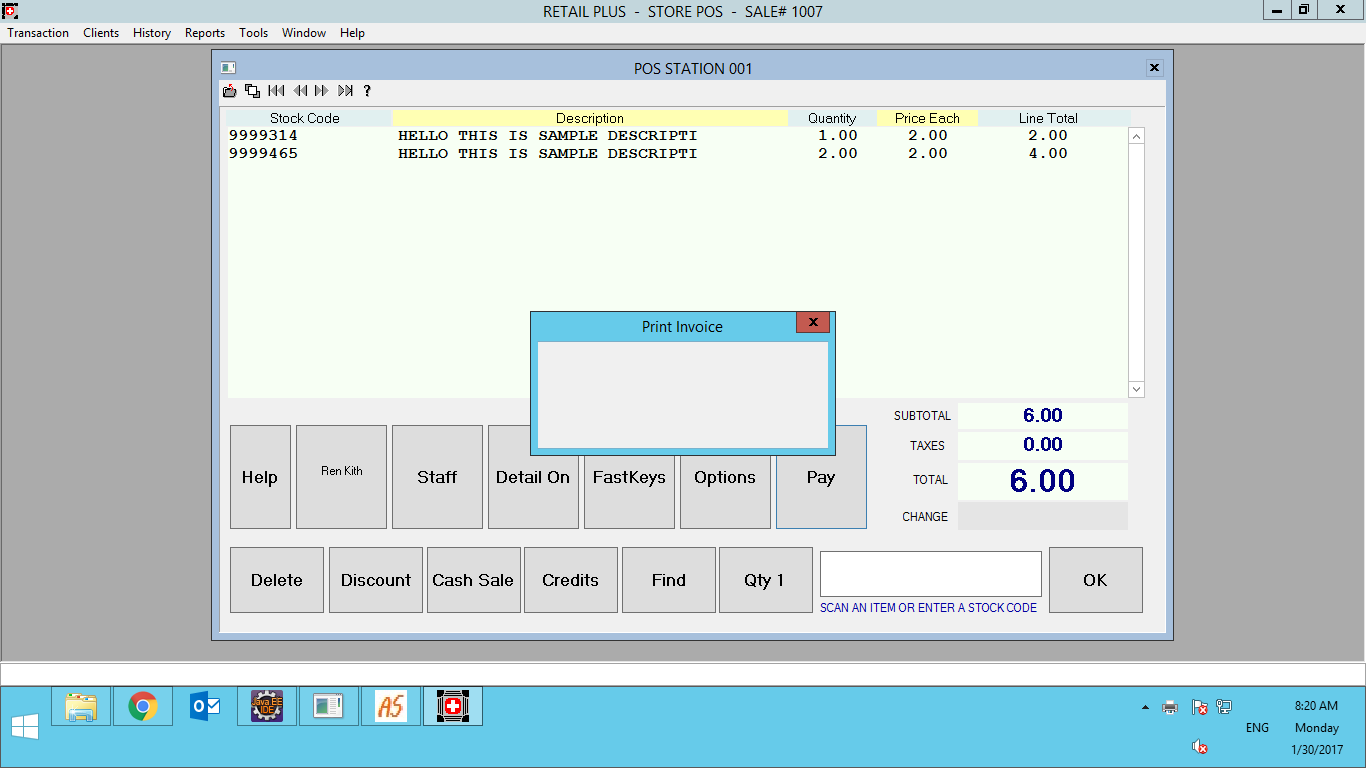 RETAIL PLUS - STORE POS - SALE# 1007
Transaction Clients History Reports Tools Window Help
POS STATION 001
?
Stock Code Description Quantity Price Each Line Total
9999314 HELLO THIS IS SAMPLE DESCRIPTI 1.00 2.00 2.00
9999465 HELLO THIS IS SAMPLE DESCRIPTI 2.00 2.00 4.00
Print Invoice
SUBTOTAL 6.00
TAXES 0.00
TOTAL 6.00
CHANGE
Help Ren Kith Staff Detail On FastKeys Options Pay
Delete Discount Cash Sale Credits Find Qty 1 OK
SCAN AN ITEM OR ENTER A STOCK CODE
Java EE
IDE
AS
ENG
8:20 AM
Monday
1/30/2017